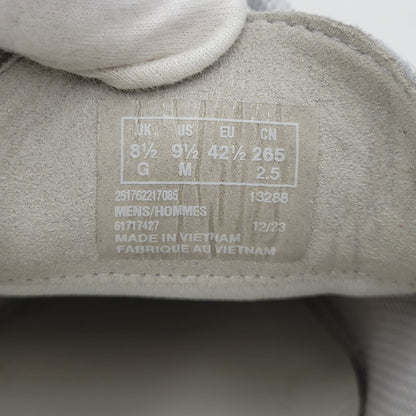 UK US EU CN
8½ 9½ 42½ 265
G M 2.5
261762217085 13288
MENS/HOMMES
61717427 12/23
MADE IN VIETNAM
FABRIQUE AU VIETNAM